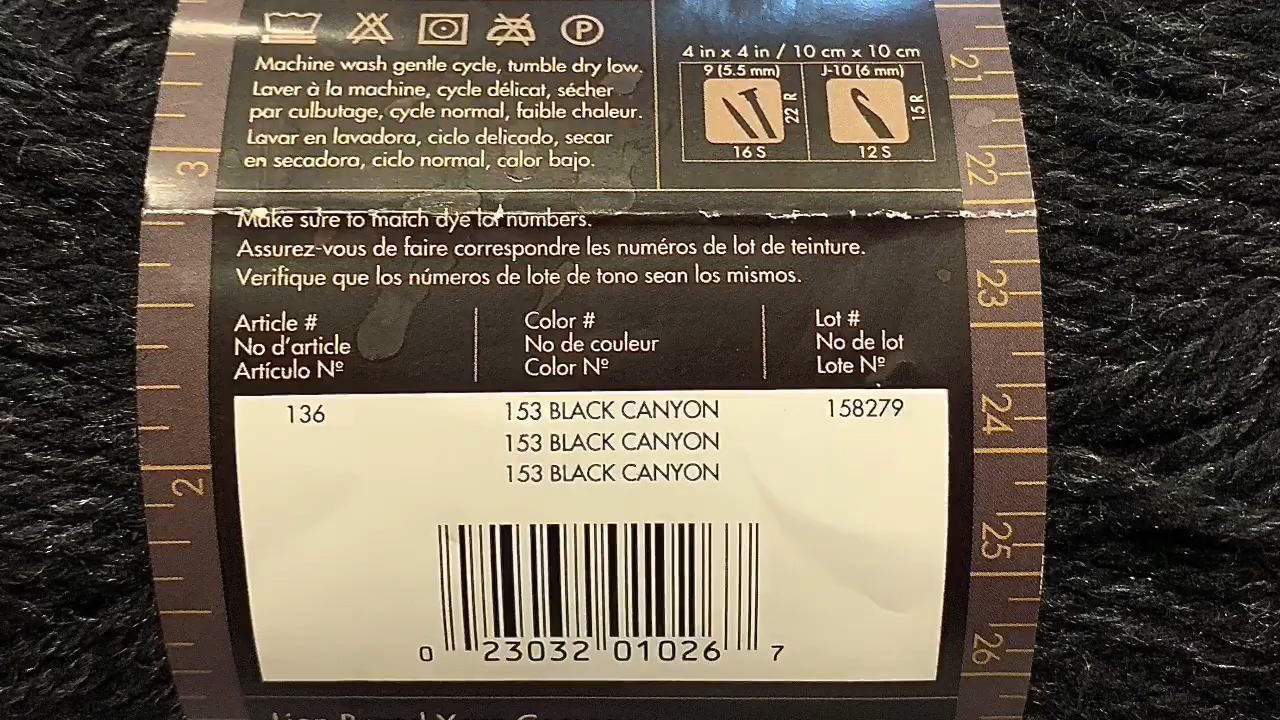 P
Machine wash gentle cycle, tumble dry low.
Laver à la machine, cycle délicat, sécher
par culbutage, cycle normal, faible chaleur.
Lavar en lavadora, ciclo delicado, secar
en secadora, ciclo normal, calor bajo.
4 in x 4 in / 10 cm x 10 cm
9 (5.5 mm) J-10 (6 mm)
22 R 15 R
16 S 12 S
Make sure to match dye lot numbers.
Assurez-vous de faire correspondre les numéros de lot de teinture.
Verifique que los números de lote de tono sean los mismos.
Article # Color # Lot #
No d'article No de couleur No de lot
Artículo Nº Color Nº Lote Nº
136 153 BLACK CANYON 158279
153 BLACK CANYON
153 BLACK CANYON
0 23032 01026 7
3
2
21
22
23
24
25
26